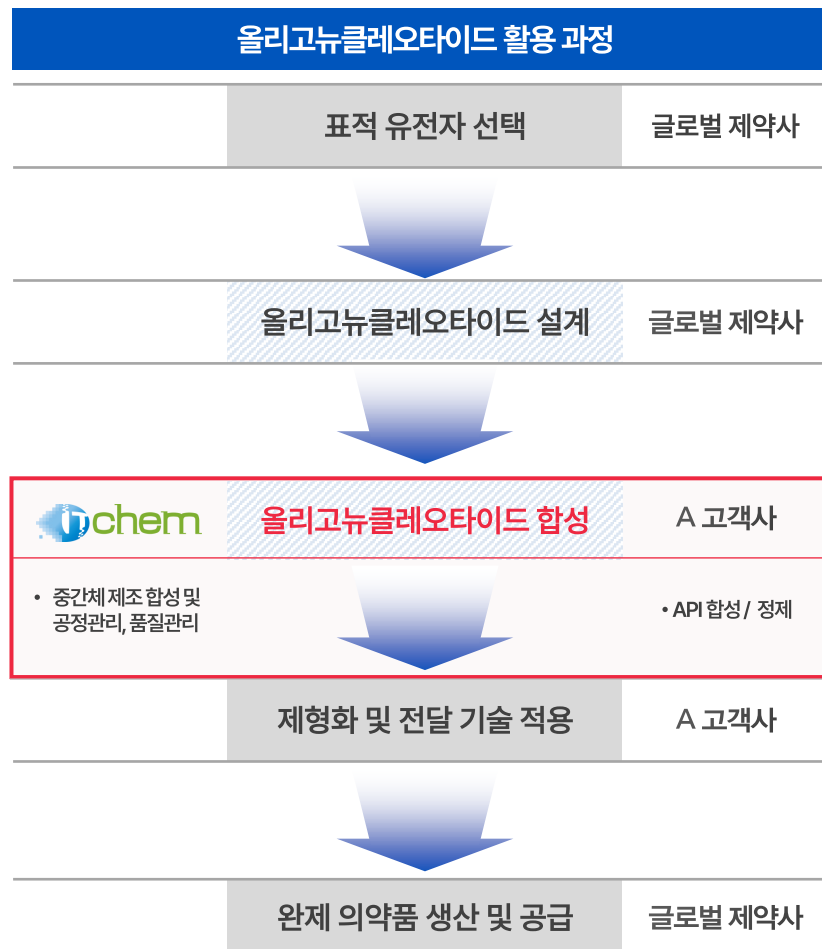 올리고뉴클레오타이드 활용 과정
표적 유전자 선택
글로벌 제약사
올리고뉴클레오타이드 설계
글로벌 제약사
itchem
올리고뉴클레오타이드 합성
A 고객사
• 중간체 제조 합성 및
공정관리, 품질관리
• API 합성 / 정제
제형화 및 전달 기술 적용
A 고객사
완제 의약품 생산 및 공급
글로벌 제약사